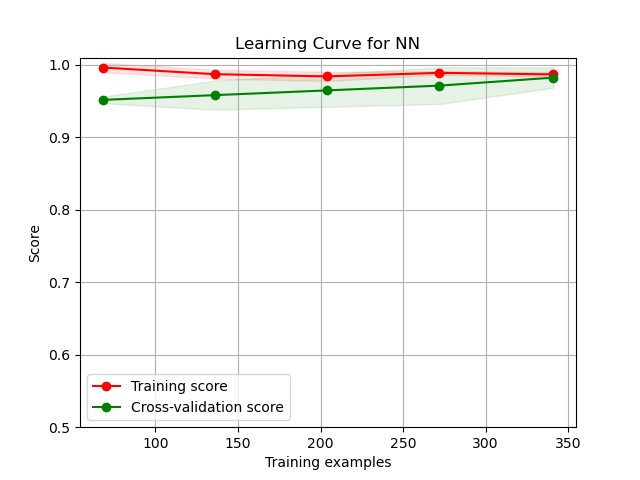 Learning Curve for NN
1.0
0.9
0.8
0.7
0.6
0.5
Score
Training score
Cross-validation score
100 150 200 250 300 350
Training examples